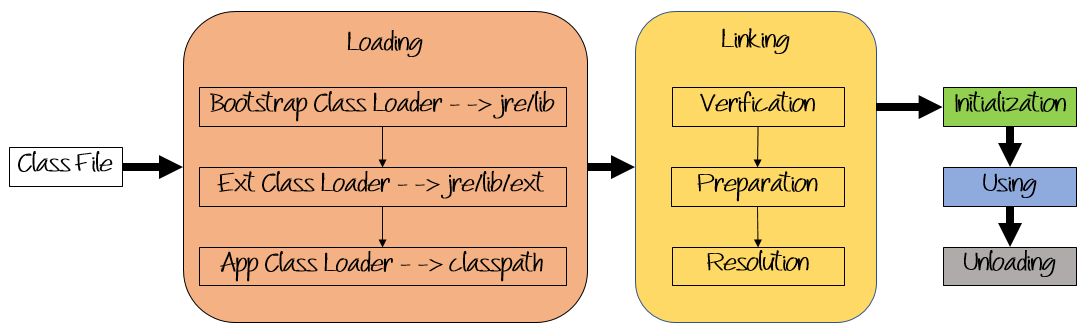 Class File
Loading
Bootstrap Class Loader - -> jre/lib
Ext Class Loader - -> jre/lib/ext
App Class Loader - -> classpath
Linking
Verification
Preparation
Resolution
Initialization
Using
Unloading